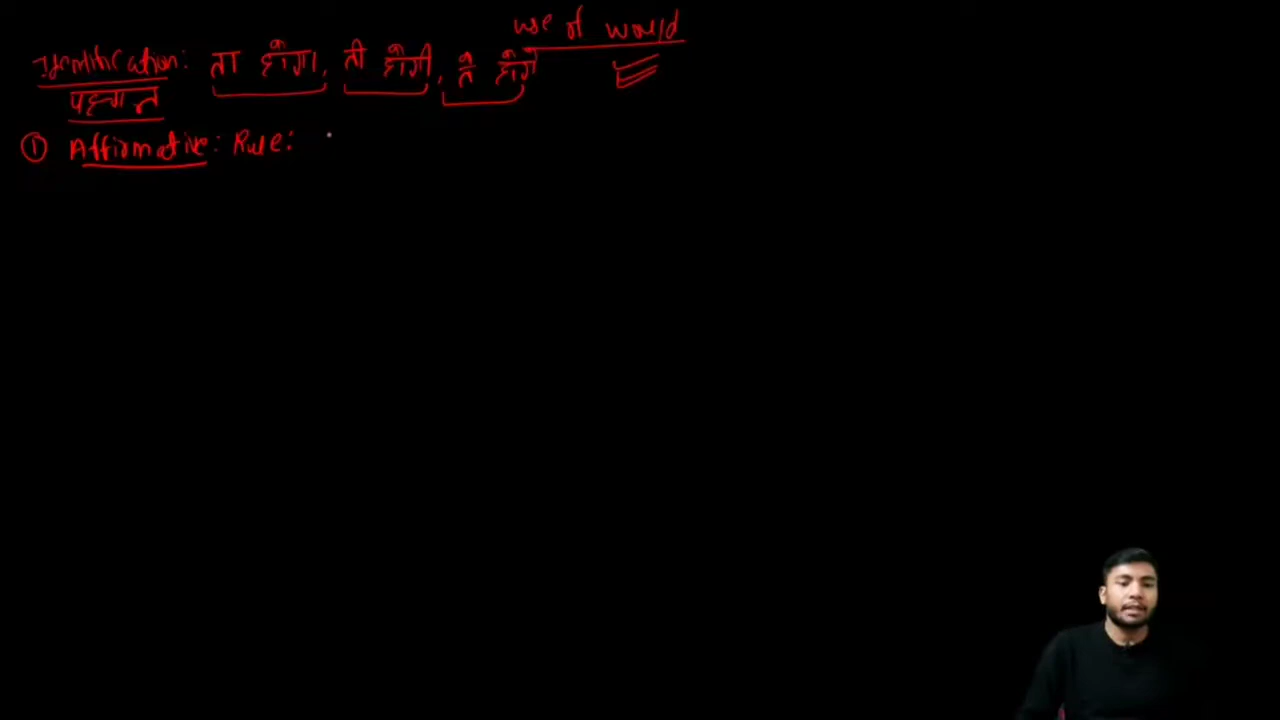 use of would
Identification: ता होगा, ती होगी, ते होंगे
पहचान
① Affirmative: Rule: